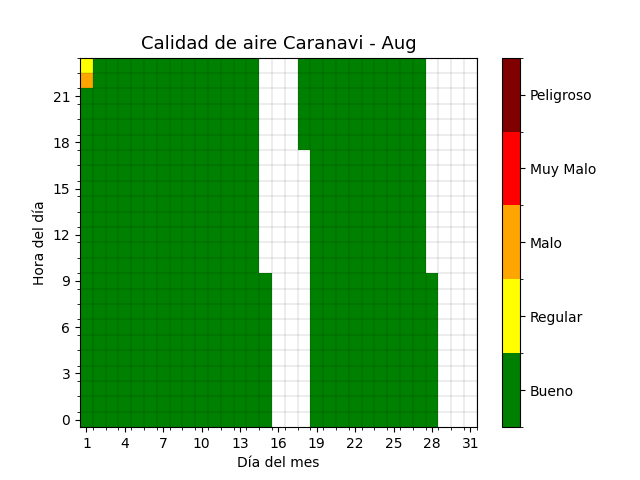 Calidad de aire Caranavi - Aug
Hora del día
21
18
15
12
9
6
3
0
1 4 7 10 13 16 19 22 25 28 31
Día del mes
Peligroso
Muy Malo
Malo
Regular
Bueno